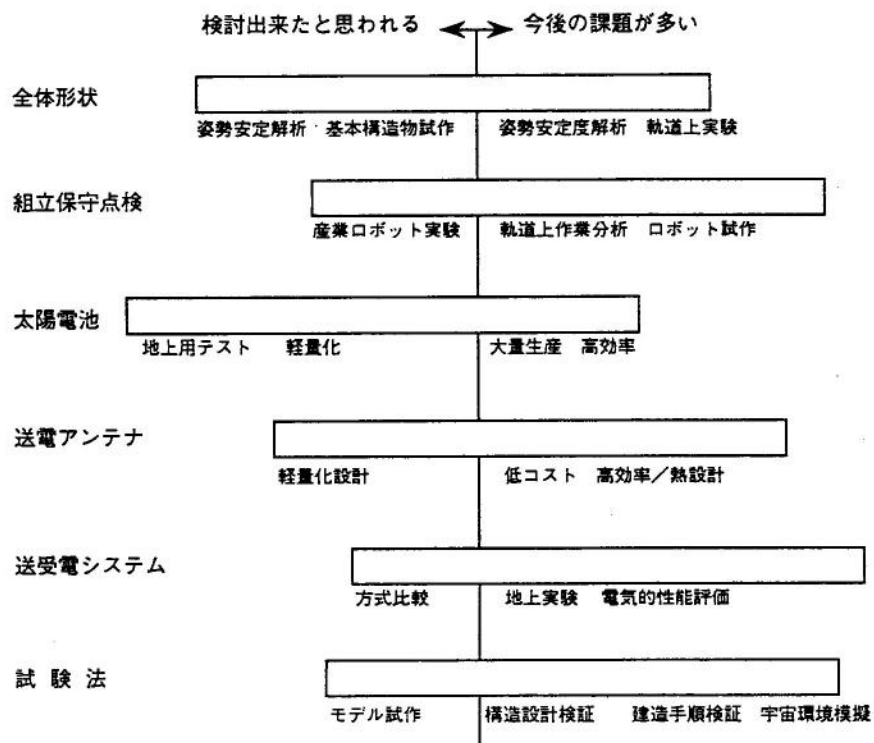 検討出来たと思われる 今後の課題が多い
全体形状
姿勢安定解析 基本構造物試作 姿勢安定度解析 軌道上実験
組立保守点検
産業ロボット実験 軌道上作業分析 ロボット試作
太陽電池
地上用テスト 軽量化 大量生産 高効率
送電アンテナ
軽量化設計 低コスト 高効率／熱設計
送受電システム
方式比較 地上実験 電気的性能評価
試験法
モデル試作 構造設計検証 建造手順検証 宇宙環境模擬